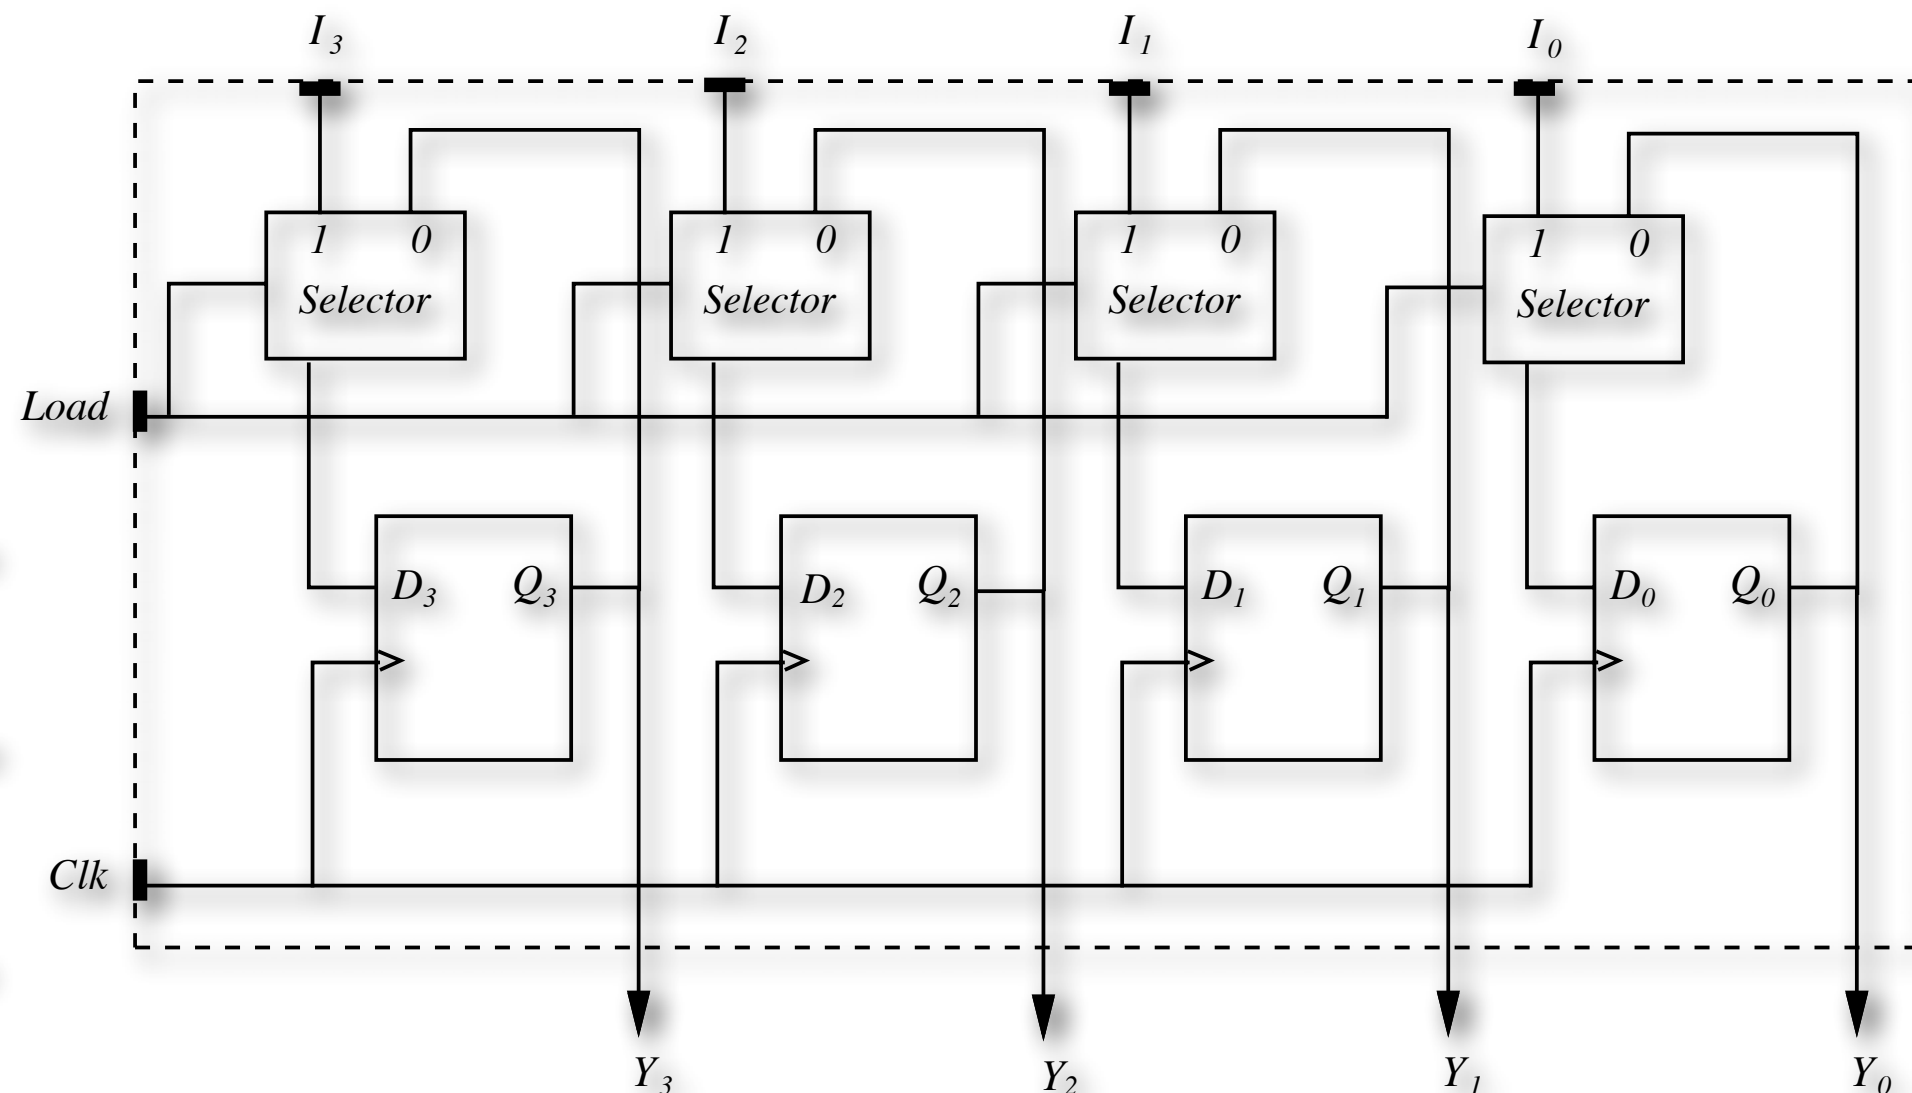 I3 I2 I1 I0
1 0 1 0 1 0 1 0
Selector Selector Selector Selector
Load
D3 Q3 D2 Q2 D1 Q1 D0 Q0
Clk
Y3 Y2 Y1 Y0